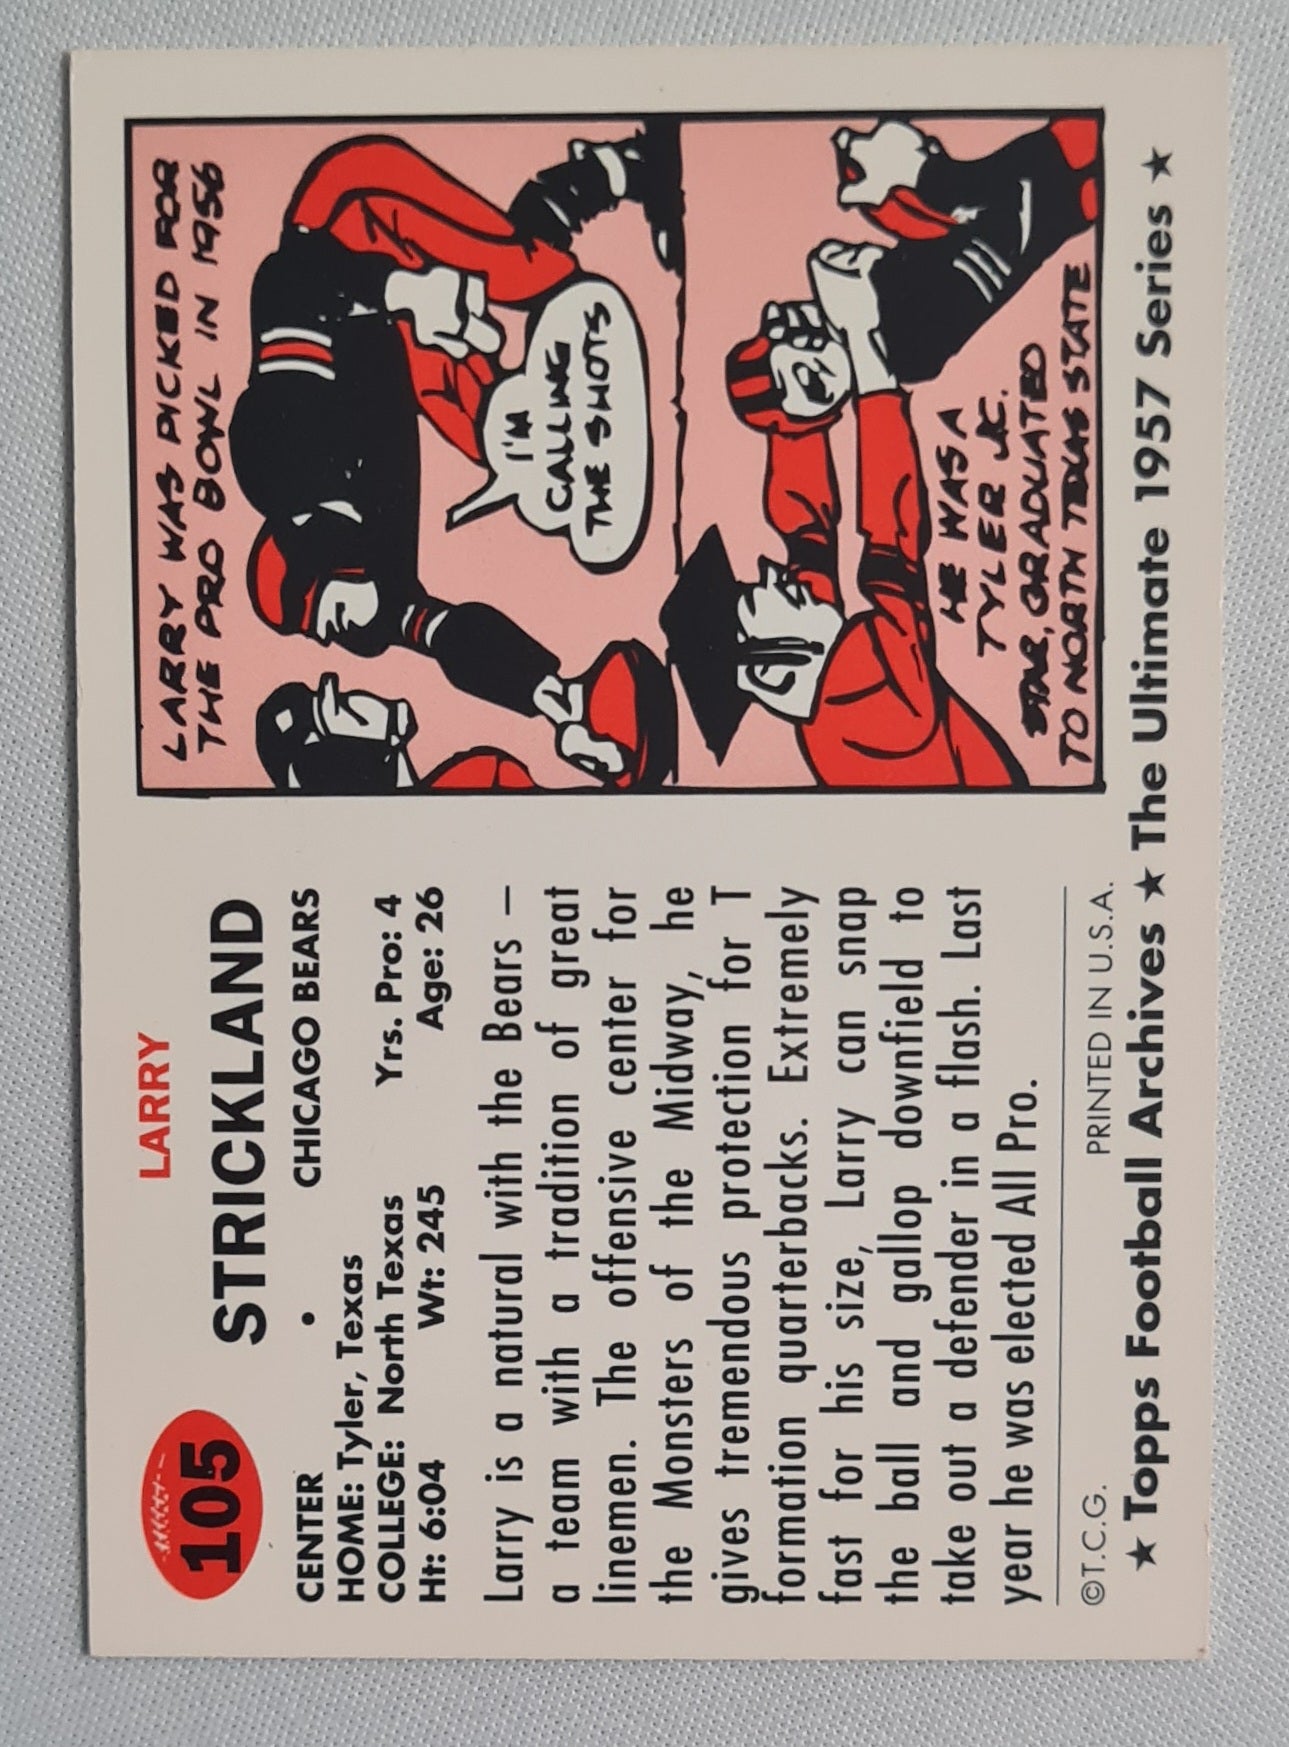 105
LARRY
STRICKLAND
CENTER • CHICAGO BEARS
HOME: Tyler, Texas
COLLEGE: North Texas Yrs. Pro: 4
Ht: 6:04 Wt: 245 Age: 26
Larry is a natural with the Bears —
a team with a tradition of great
linemen. The offensive center for
the Monsters of the Midway, he
gives tremendous protection for T
formation quarterbacks. Extremely
fast for his size, Larry can snap
the ball and gallop downfield to
take out a defender in a flash. Last
year he was elected All Pro.
©T.C.G. PRINTED IN U.S.A.
LARRY WAS PICKED FOR
THE PRO BOWL IN 1956
I'M
CALLING
THE SHOTS
HE WAS A
TYLER JC.
STAR, GRADUATED
TO NORTH TEXAS STATE
★ Topps Football Archives ★ The Ultimate 1957 Series ★